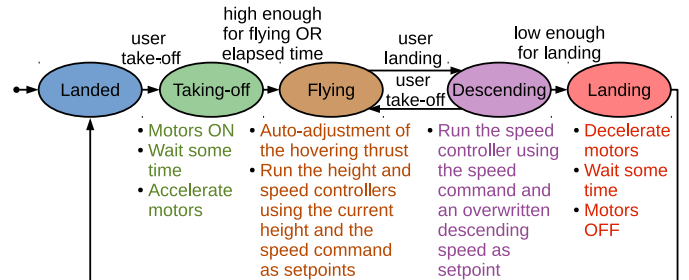 user
take-off
high enough
for flying OR
elapsed time
user
landing
user
take-off
low enough
for landing
Landed
Taking-off
Flying
Descending
Landing
• Motors ON
• Wait some
time
• Accelerate
motors
• Auto-adjustment of
the hovering thrust
• Run the height and
speed controllers
using the current
height and the
speed command
as setpoints
• Run the speed
controller using
the speed
command and
an overwritten
descending
speed as
setpoint
• Decelerate
motors
• Wait some
time
• Motors
OFF